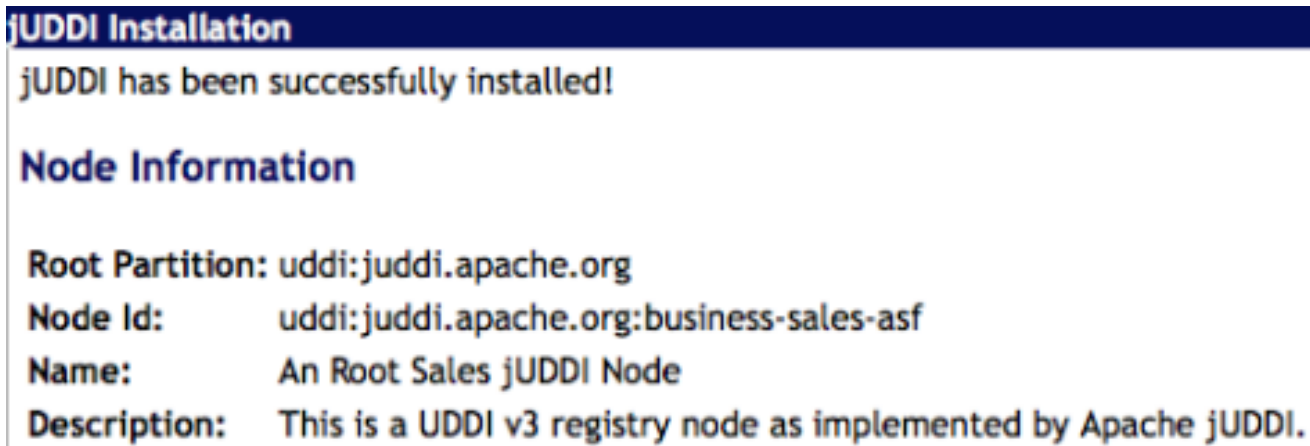 jUDDI Installation
jUDDI has been successfully installed!
Node Information
Root Partition: uddi:juddi.apache.org
Node Id: uddi:juddi.apache.org:business-sales-asf
Name: An Root Sales jUDDI Node
Description: This is a UDDI v3 registry node as implemented by Apache jUDDI.